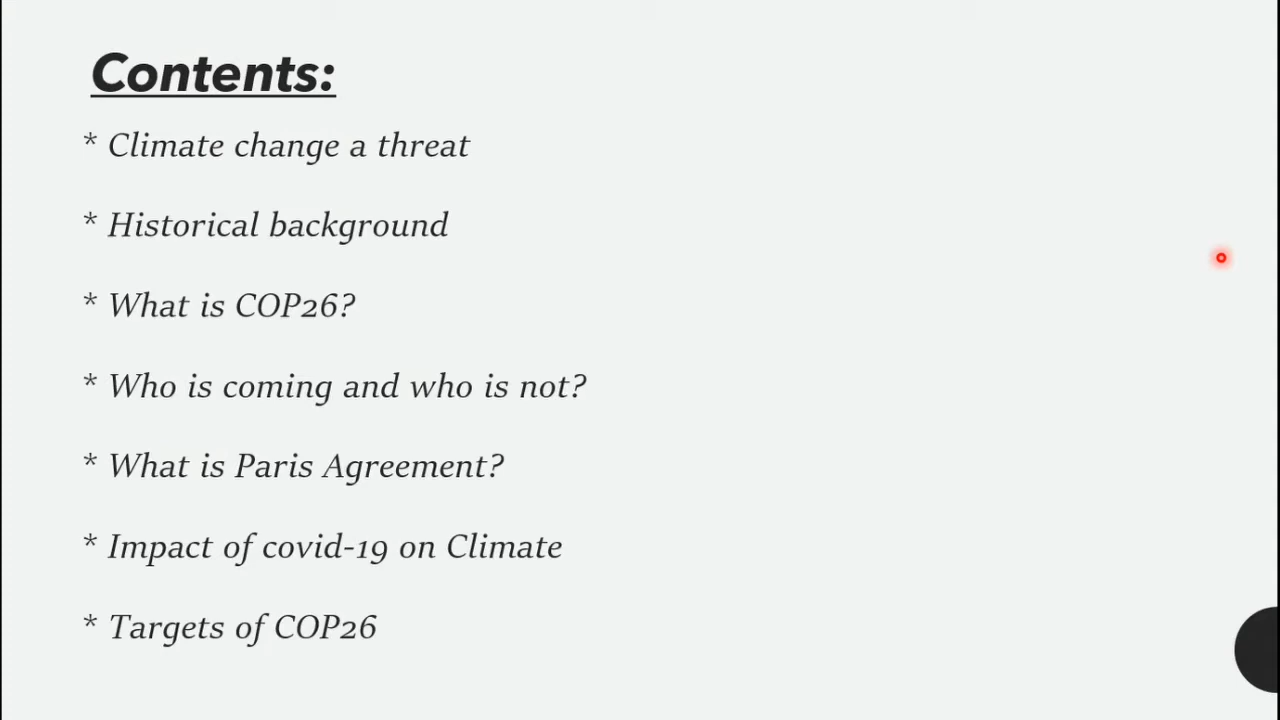 Contents:
* Climate change a threat
* Historical background
* What is COP26?
* Who is coming and who is not?
* What is Paris Agreement?
* Impact of covid-19 on Climate
* Targets of COP26